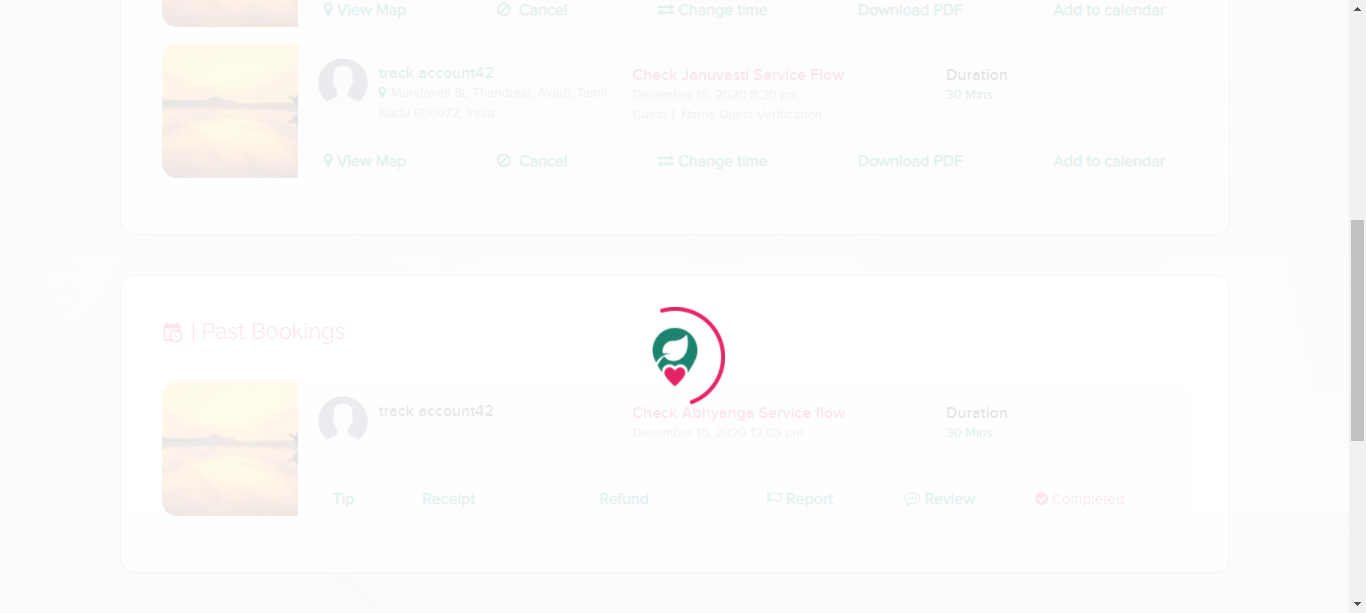 View Map Cancel Change time Download PDF Add to calendar
track account42 Check Januvasti Service Flow Duration
Mandaveli St, Thandurai, Avadi, Tamil December 15, 2020 9:30 pm 30 Mins
Nadu 600072, India Guest 1: Name Guest Verification
View Map Cancel Change time Download PDF Add to calendar
| Past Bookings
track account42 Check Abhyanga Service flow Duration
December 15, 2020 12:05 pm 30 Mins
Tip Receipt Refund Report Review Completed